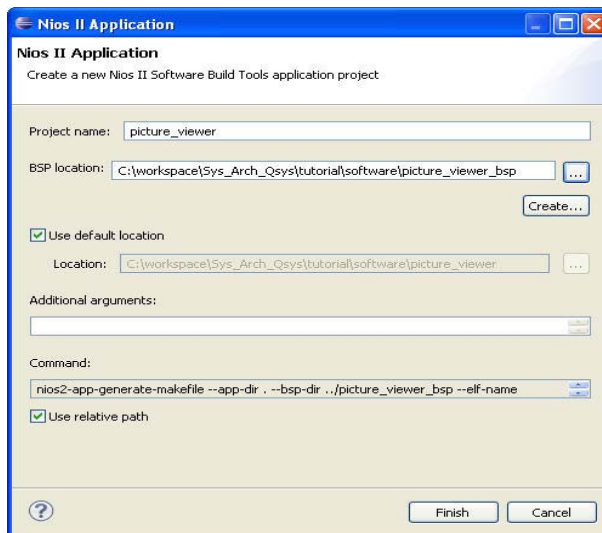 Nios II Application
Nios II Application
Create a new Nios II Software Build Tools application project
Project name: picture_viewer
BSP location: C:\workspace\Sys_Arch_Qsys\tutorial\software\picture_viewer_bsp ...
Create...
Use default location
Location: C:\workspace\Sys_Arch_Qsys\tutorial\software\picture_viewer ...
Additional arguments:
Command:
nios2-app-generate-makefile --app-dir . --bsp-dir ../picture_viewer_bsp --elf-name
Use relative path
? Finish Cancel